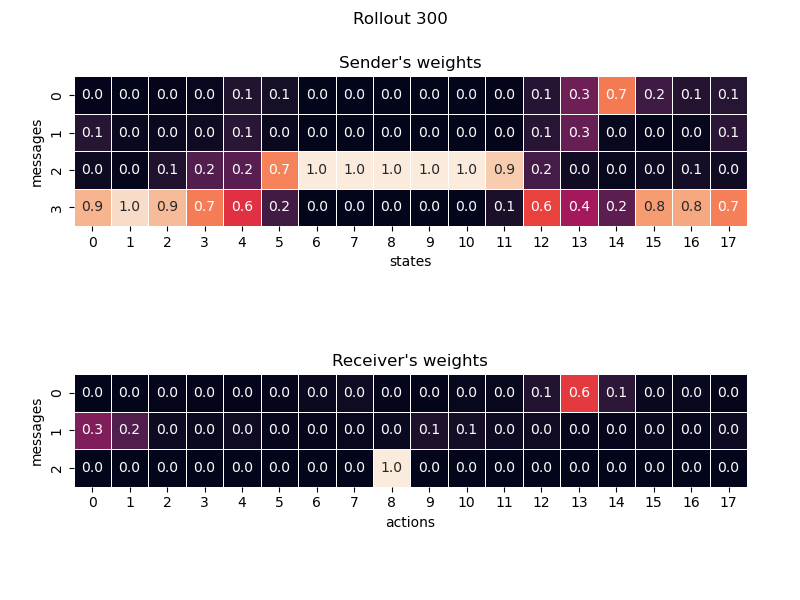 Rollout 300
Sender's weights
0 0.0 0.0 0.0 0.0 0.1 0.1 0.0 0.0 0.0 0.0 0.0 0.0 0.1 0.3 0.7 0.2 0.1 0.1
1 0.1 0.0 0.0 0.0 0.1 0.0 0.0 0.0 0.0 0.0 0.0 0.0 0.1 0.3 0.0 0.0 0.0 0.1
messages
2 0.0 0.0 0.1 0.2 0.2 0.7 1.0 1.0 1.0 1.0 1.0 0.9 0.2 0.0 0.0 0.0 0.1 0.0
3 0.9 1.0 0.9 0.7 0.6 0.2 0.0 0.0 0.0 0.0 0.0 0.1 0.6 0.4 0.2 0.8 0.8 0.7
0 1 2 3 4 5 6 7 8 9 10 11 12 13 14 15 16 17
states
Receiver's weights
0 0.0 0.0 0.0 0.0 0.0 0.0 0.0 0.0 0.0 0.0 0.0 0.0 0.1 0.6 0.1 0.0 0.0 0.0
messages
1 0.3 0.2 0.0 0.0 0.0 0.0 0.0 0.0 0.0 0.1 0.1 0.0 0.0 0.0 0.0 0.0 0.0 0.0
2 0.0 0.0 0.0 0.0 0.0 0.0 0.0 0.0 1.0 0.0 0.0 0.0 0.0 0.0 0.0 0.0 0.0 0.0
0 1 2 3 4 5 6 7 8 9 10 11 12 13 14 15 16 17
actions